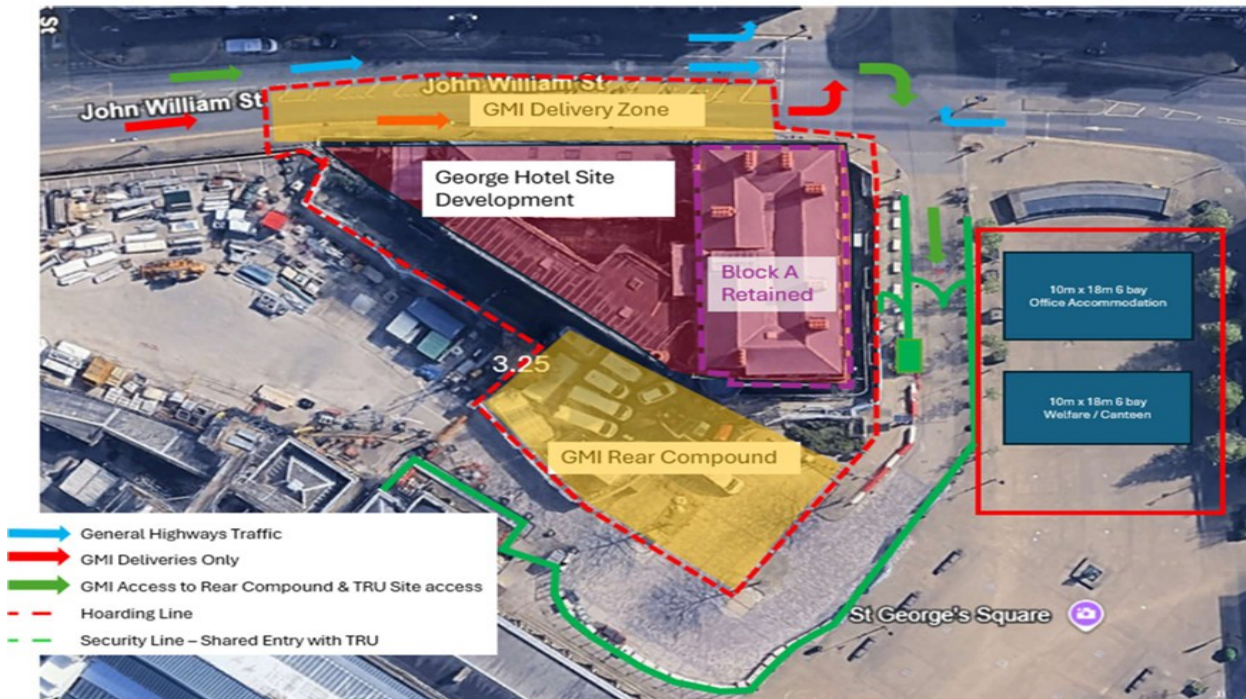 St
John William St
John William St
GMI Delivery Zone
George Hotel Site
Development
Block A
Retained
10m x 18m 6 bay
Office Accommodation
3.25
10m x 18m 6 bay
Welfare / Canteen
GMI Rear Compound
General Highways Traffic
GMI Deliveries Only
GMI Access to Rear Compound & TRU Site access
Hoarding Line
Security Line – Shared Entry with TRU
St George's Square